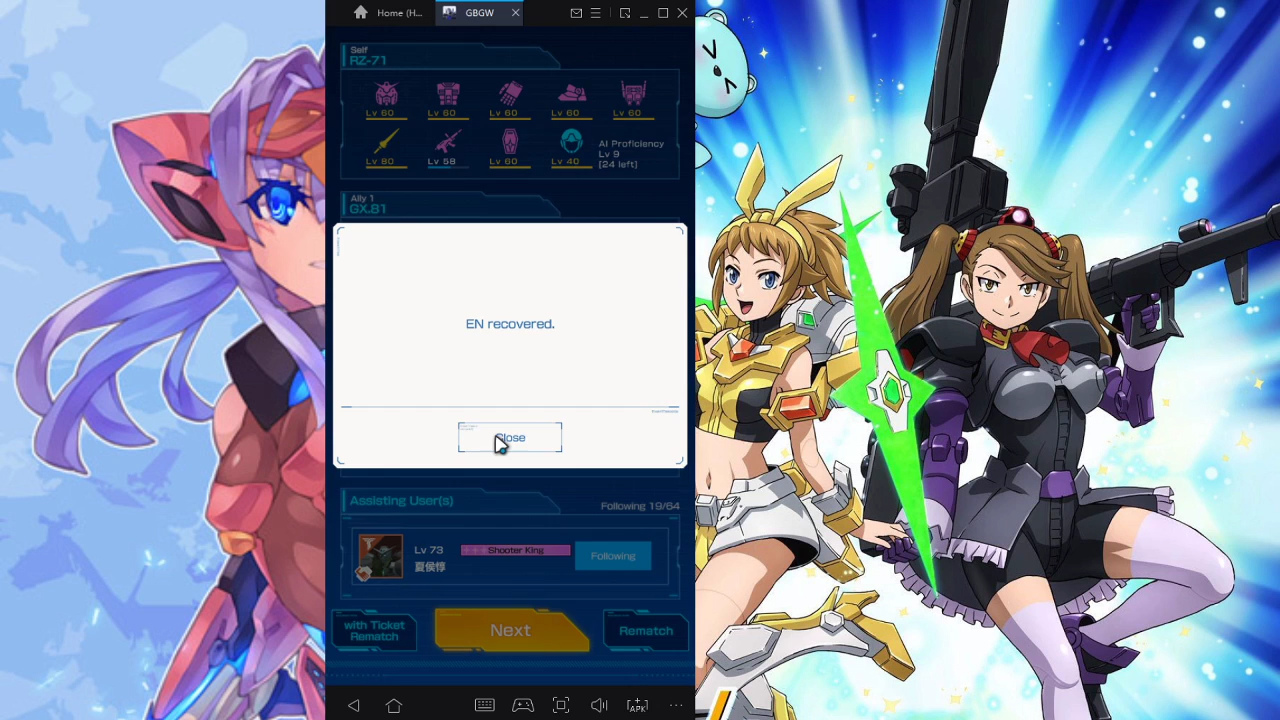 Home (H...
GBGW
Self
RZ-71
Lv 60
Lv 60
Lv 60
Lv 60
Lv 60
Lv 80
Lv 58
Lv 60
Lv 40
AI Proficiency
Lv 9
[24 left]
Ally 1
GX.81
EN recovered.
Close
Assisting User(s)
Following 19/64
Lv 73
Shooter King
Following
夏侯惇
with Ticket
Rematch
Next
Rematch
APK